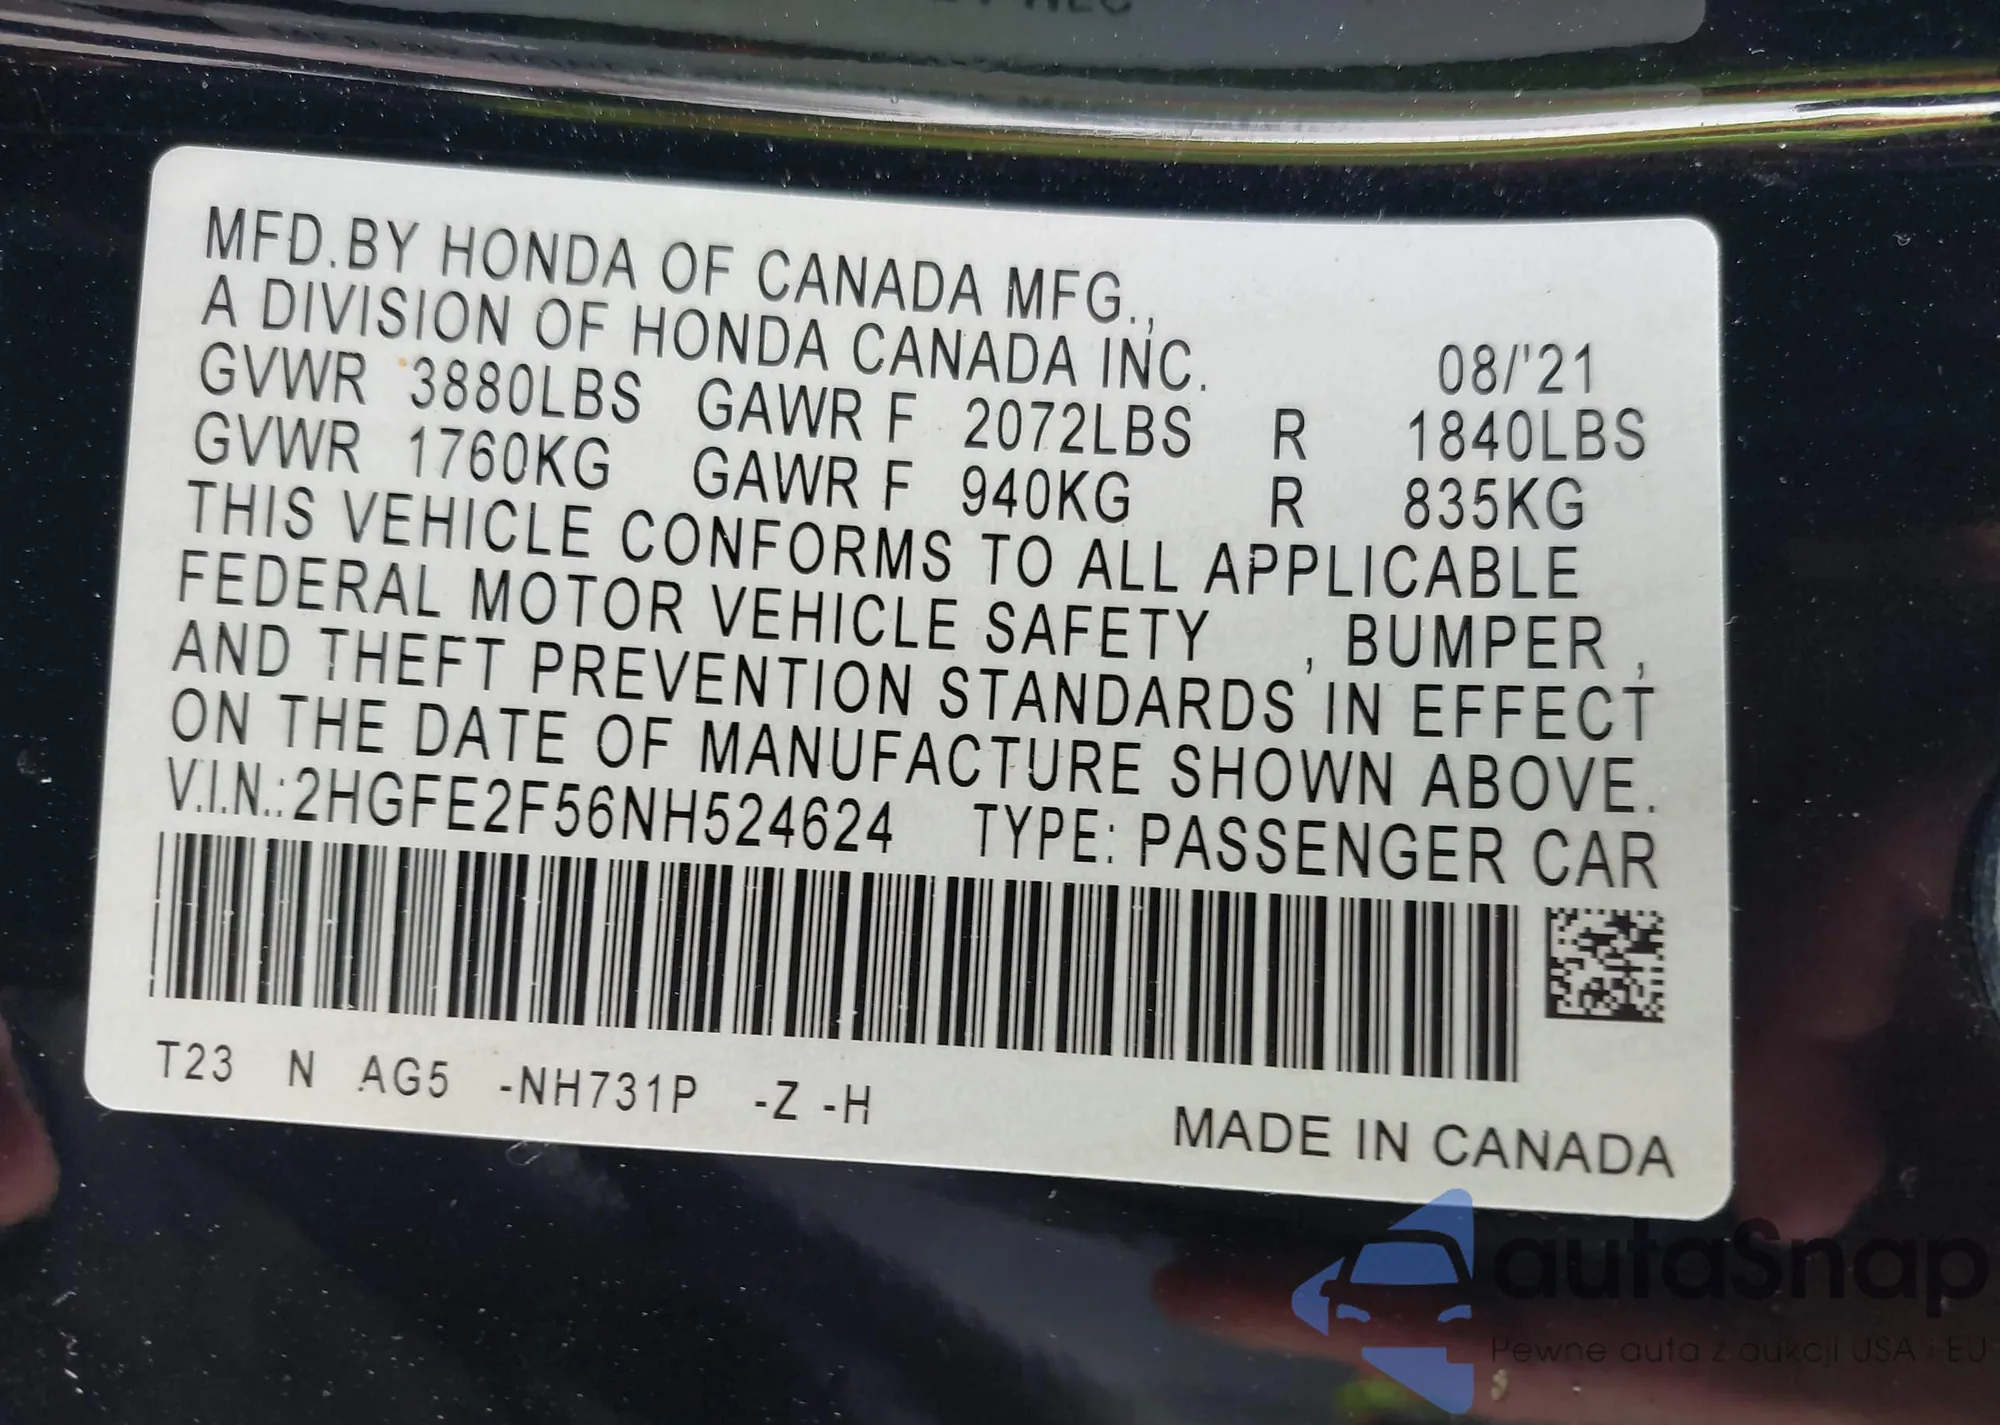 MFD.BY HONDA OF CANADA MFG.,
A DIVISION OF HONDA CANADA INC. 08/'21
GVWR 3880LBS GAWR F 2072LBS R 1840LBS
GVWR 1760KG GAWR F 940KG R 835KG
THIS VEHICLE CONFORMS TO ALL APPLICABLE
FEDERAL MOTOR VEHICLE SAFETY , BUMPER ,
AND THEFT PREVENTION STANDARDS IN EFFECT
ON THE DATE OF MANUFACTURE SHOWN ABOVE.
V.I.N.:2HGFE2F56NH524624 TYPE: PASSENGER CAR
T23 N AG5 -NH731P -Z -H
MADE IN CANADA
autaSnap
Pewne auta z aukcji USA i EU